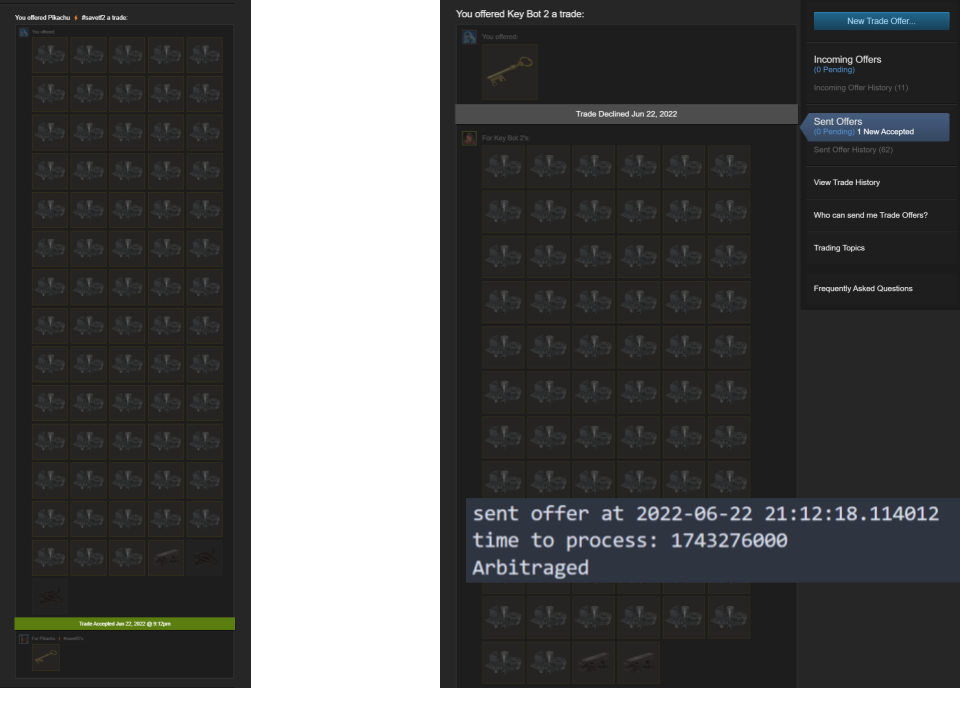 You offered Pikachu ⚡ #savetf2 a trade:
You offered:
Trade Accepted Jun 22, 2022 @ 9:12pm
For Pikachu ⚡ #savetf2's:
You offered Key Bot 2 a trade:
You offered:
Trade Declined Jun 22, 2022
For Key Bot 2's:
sent offer at 2022-06-22 21:12:18.114012
time to process: 1743276000
Arbitraged
New Trade Offer...
Incoming Offers
(0 Pending)
Incoming Offer History (11)
Sent Offers
(0 Pending) 1 New Accepted
Sent Offer History (62)
View Trade History
Who can send me Trade Offers?
Trading Topics
Frequently Asked Questions